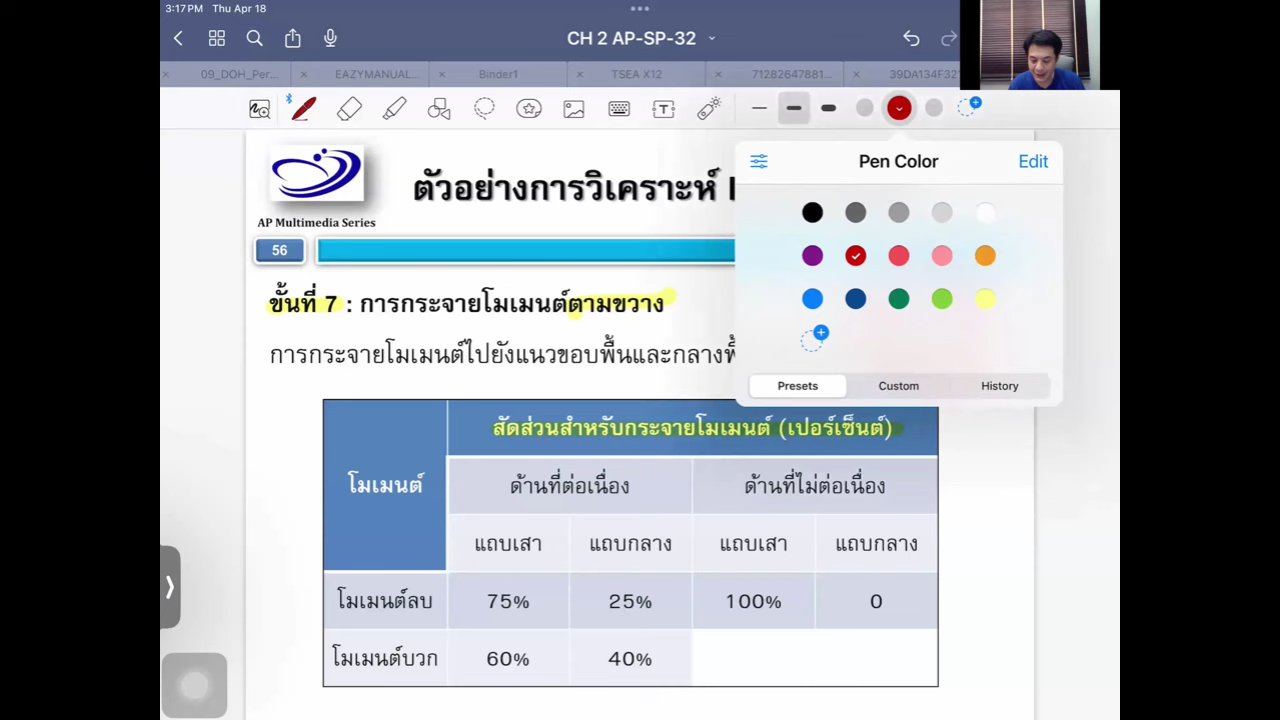 3:17PM Thu Apr 18
CH 2 AP-SP-32
09_DOH_Per...
EAZYMANUAL...
Binder1
TSEA X12
71282647881...
39DA134F321
Pen Color
Edit
Presets
Custom
History
ตัวอย่างการวิเคราะห์
AP Multimedia Series
56
ขั้นที่ 7 : การกระจายโมเมนต์ตามขวาง
การกระจายโมเมนต์ไปยังแนวขอบพื้นและกลางพื้
โมเมนต์
สัดส่วนสำหรับกระจายโมเมนต์ (เปอร์เซ็นต์)
ด้านที่ต่อเนื่อง ด้านที่ไม่ต่อเนื่อง
แถบเสา แถบกลาง แถบเสา แถบกลาง
โมเมนต์ลบ 75% 25% 100% 0
โมเมนต์บวก 60% 40%